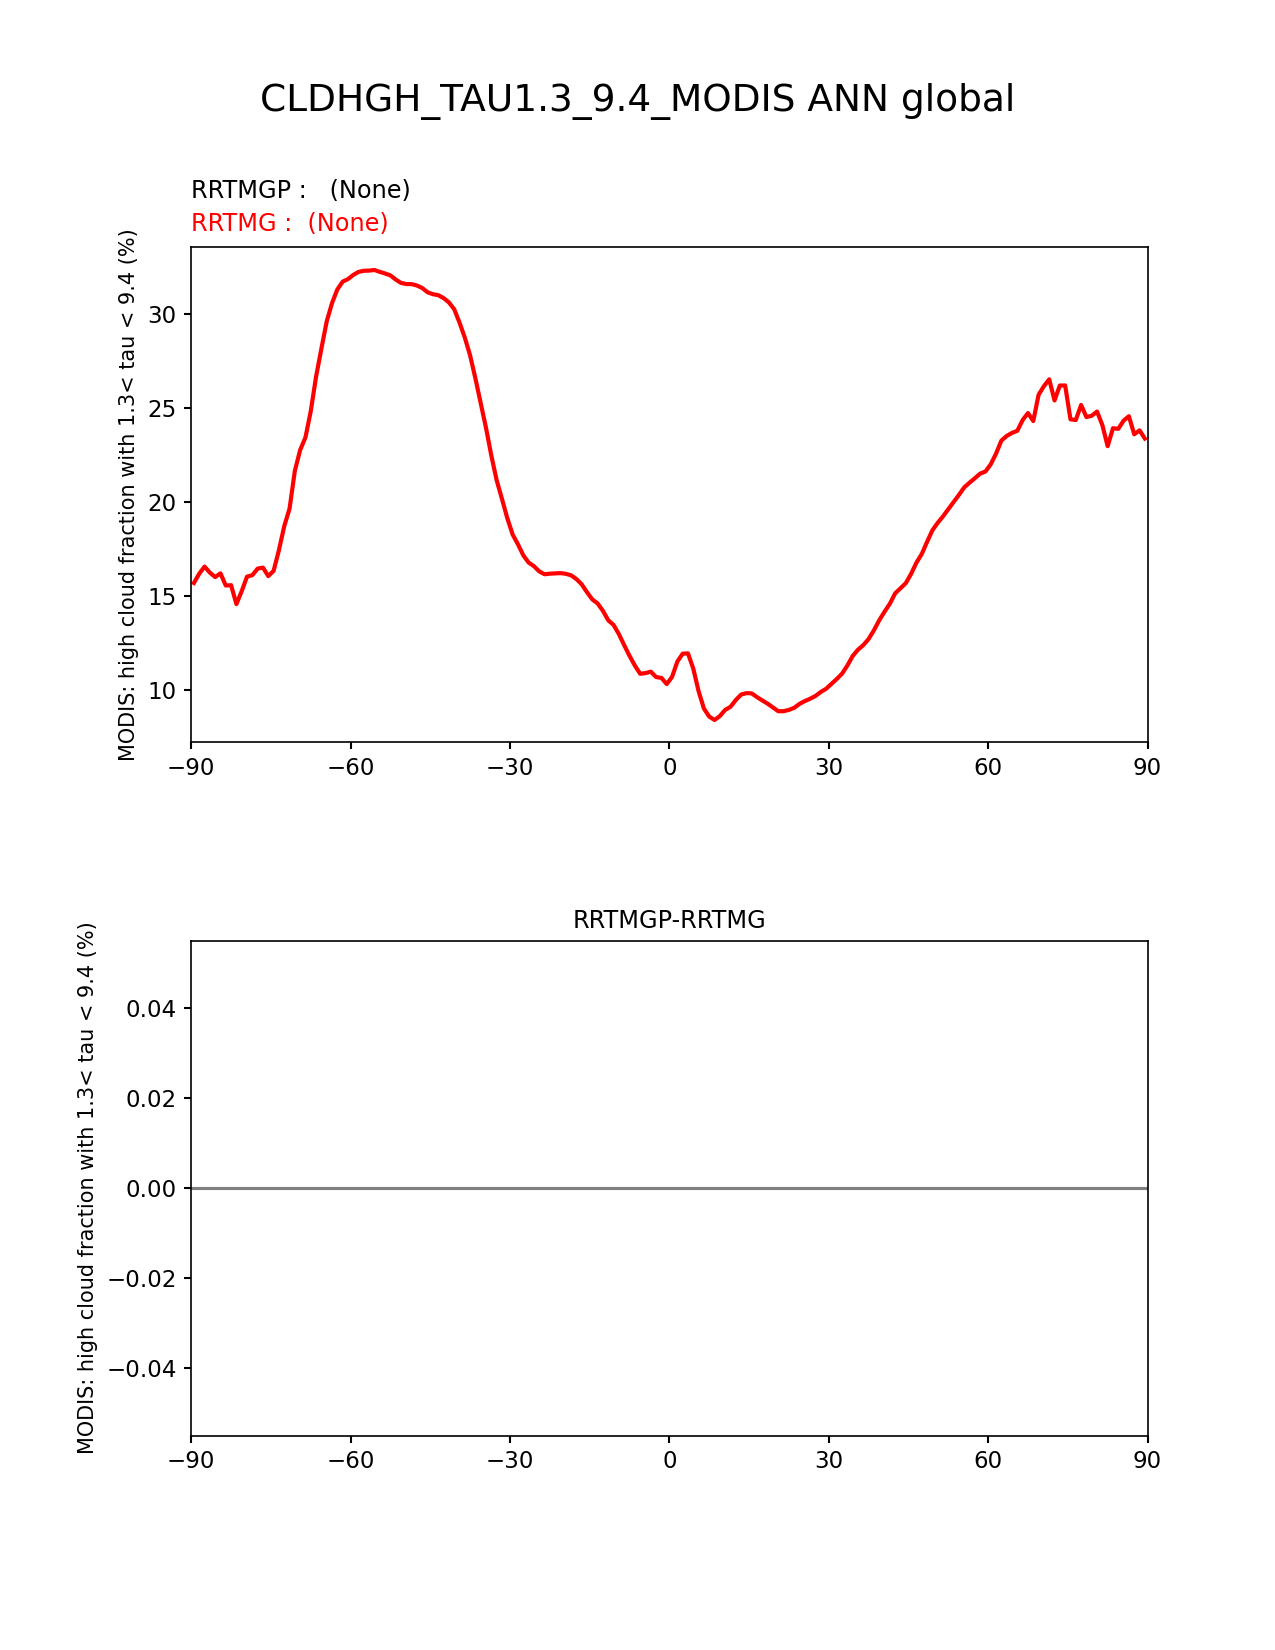 CLDHGH_TAU1.3_9.4_MODIS ANN global
RRTMGP :   (None)
RRTMG :  (None)
MODIS: high cloud fraction with 1.3< tau < 9.4 (%)
30
25
20
15
10
−90 −60 −30 0 30 60 90
RRTMGP-RRTMG
MODIS: high cloud fraction with 1.3< tau < 9.4 (%)
0.04
0.02
0.00
−0.02
−0.04
−90 −60 −30 0 30 60 90